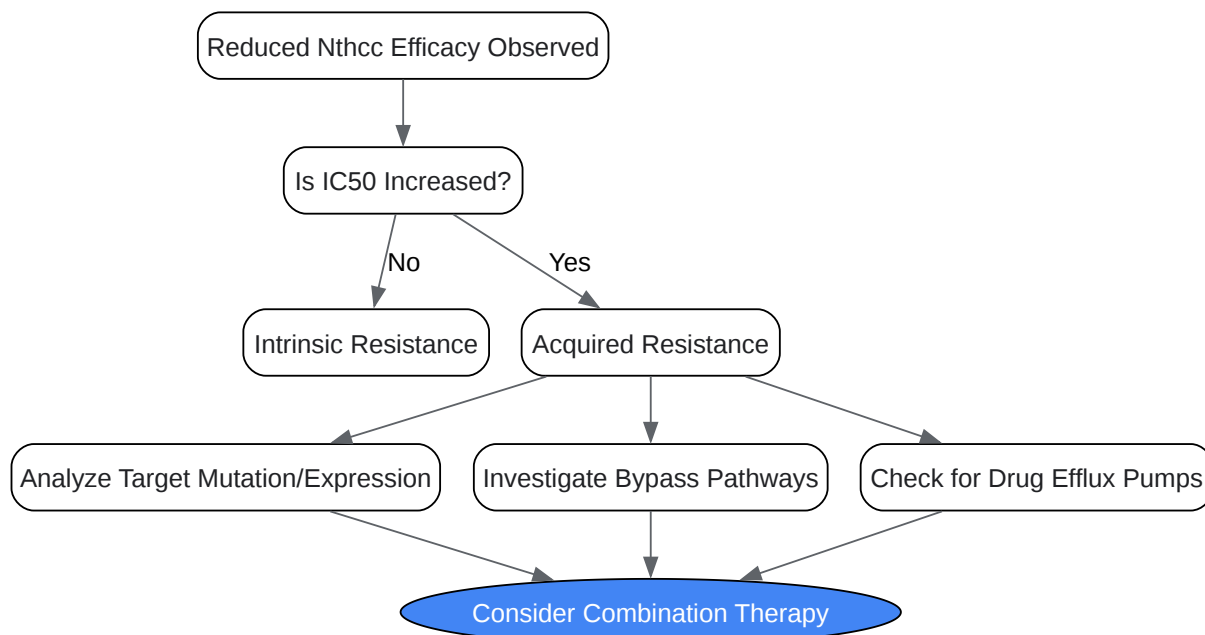 Reduced Nthcc Efficacy Observed
Is IC50 Increased?
No
Yes
Intrinsic Resistance
Acquired Resistance
Analyze Target Mutation/Expression
Investigate Bypass Pathways
Check for Drug Efflux Pumps
Consider Combination Therapy